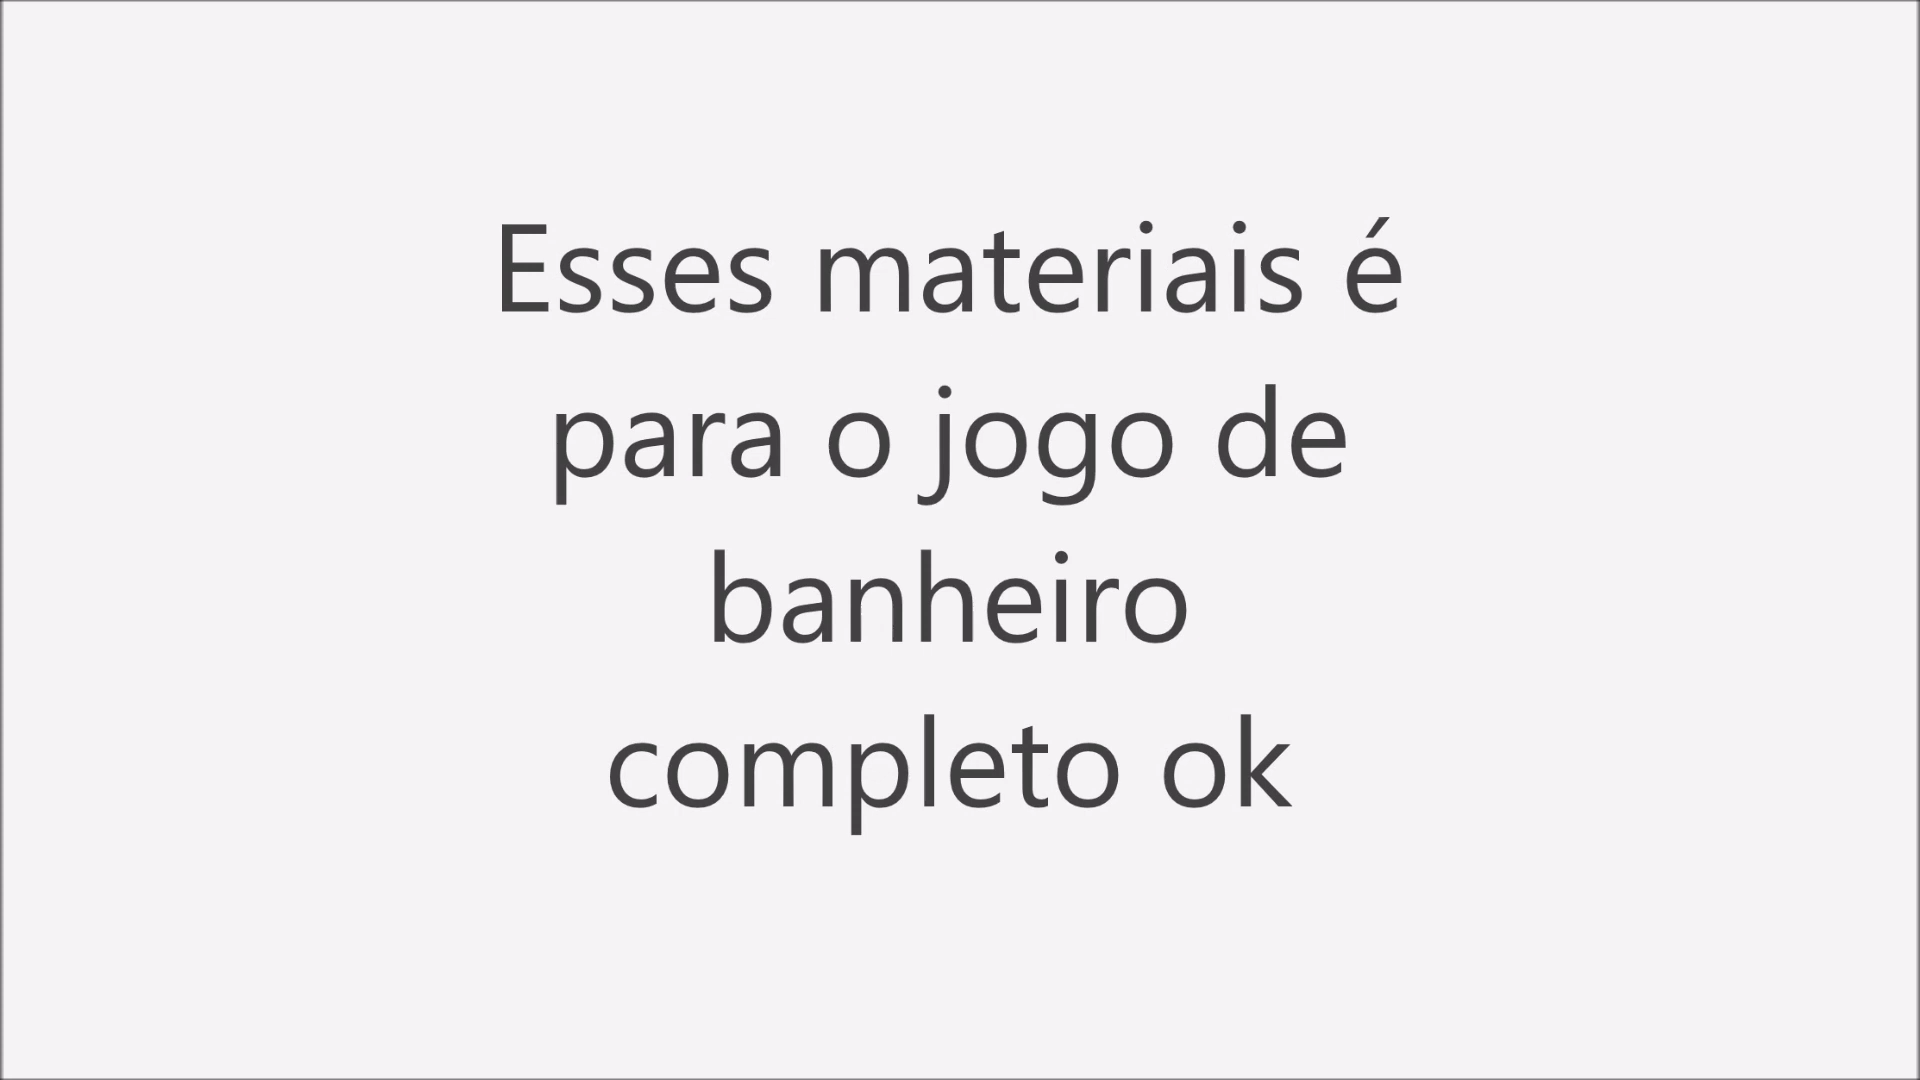 Esses materiais é
para o jogo de
banheiro
completo ok